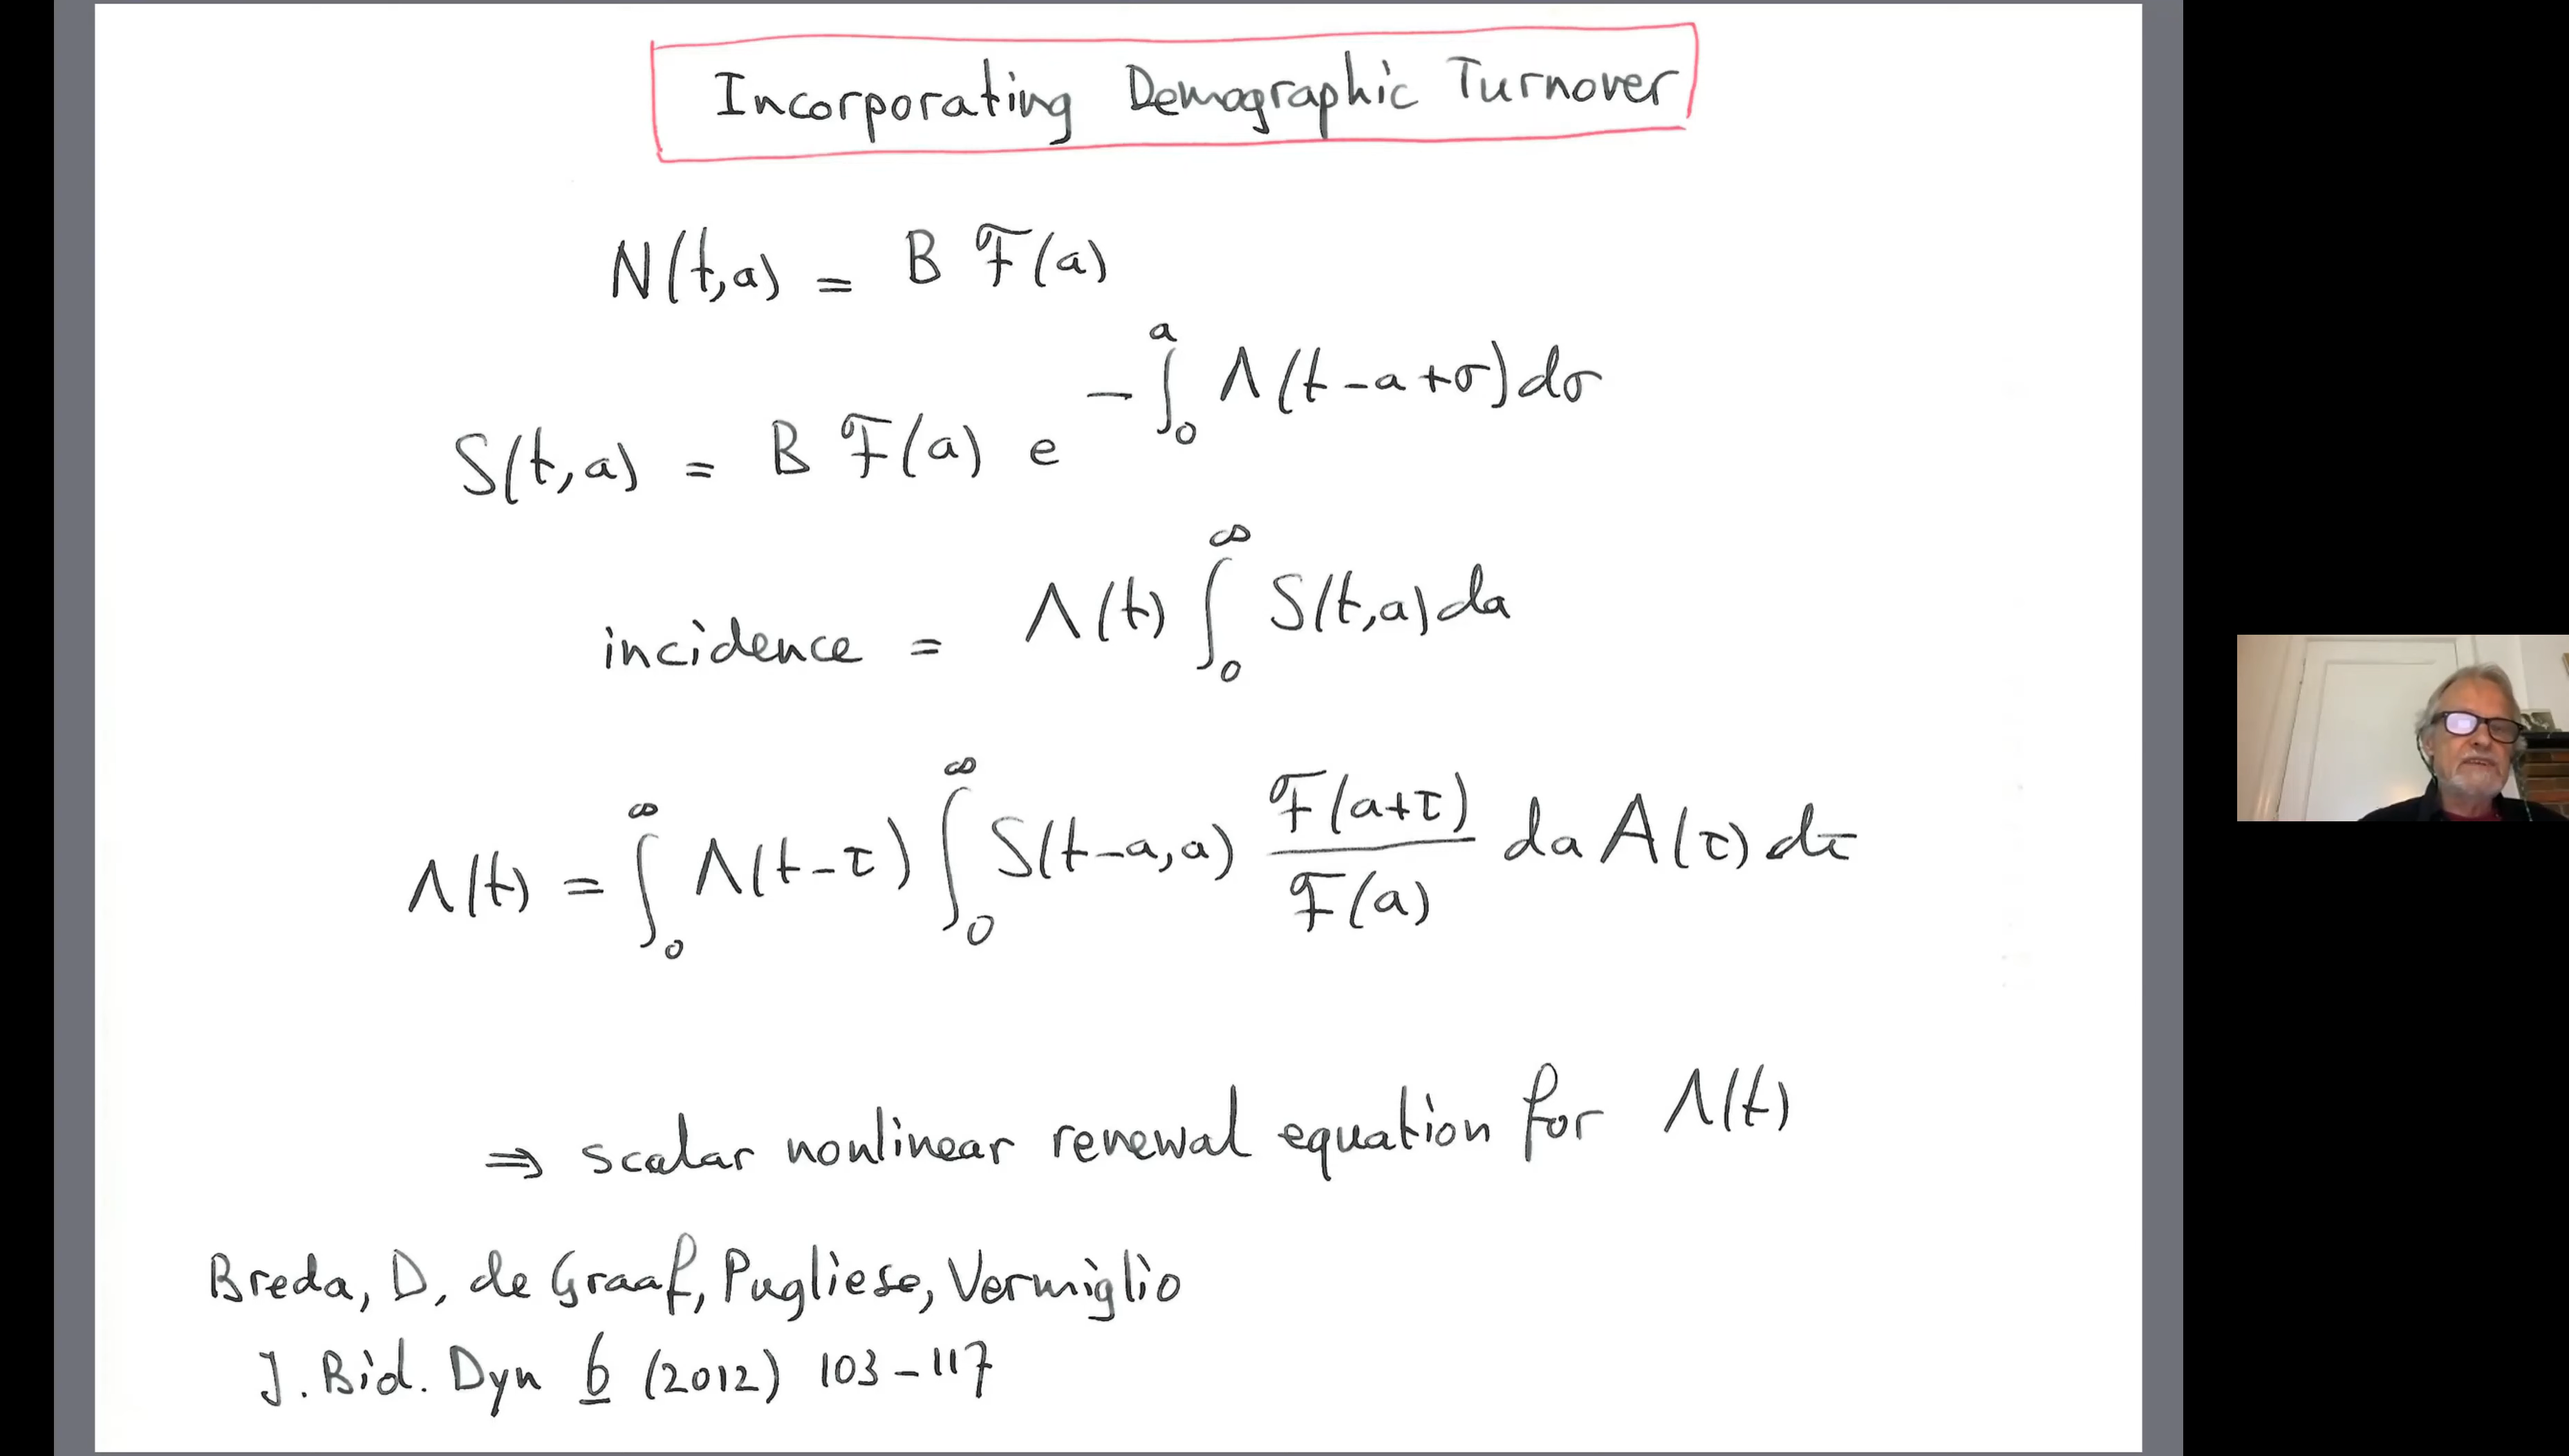 Incorporating Demographic Turnover
N(t,a) = B ℱ(a)
S(t,a) = B ℱ(a) e^{-∫_0^a Λ(t-a+σ)dσ}
incidence = Λ(t) ∫_0^∞ S(t,a)da
Λ(t) = ∫_0^∞ Λ(t-τ) ∫_0^∞ S(t-a,a) ℱ(a+τ)/ℱ(a) da A(τ)dτ
⇒ scalar nonlinear renewal equation for Λ(t)
Breda, D, de Graaf, Pugliese, Vermiglio
J. Biol. Dyn 6 (2012) 103-117